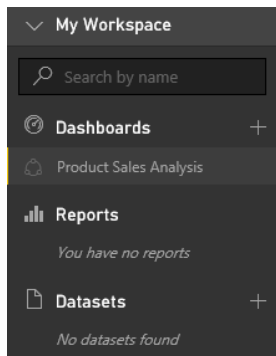 My Workspace
Search by name
Dashboards
Product Sales Analysis
Reports
You have no reports
Datasets
No datasets found